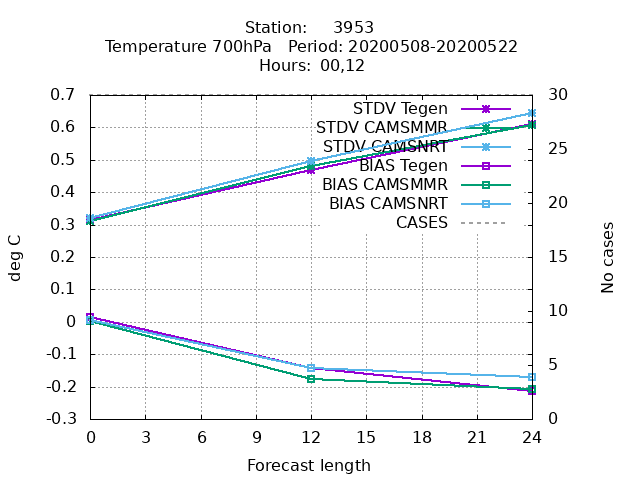 Station: 3953
Temperature 700hPa Period: 20200508-20200522
Hours: 00,12
0.7
0.6
0.5
0.4
0.3
0.2
0.1
0
-0.1
-0.2
-0.3
deg C
STDV Tegen
STDV CAMSMMR
STDV CAMSNRT
BIAS Tegen
BIAS CAMSMMR
BIAS CAMSNRT
CASES
30
25
20
15
10
5
0
No cases
0 3 6 9 12 15 18 21 24
Forecast length